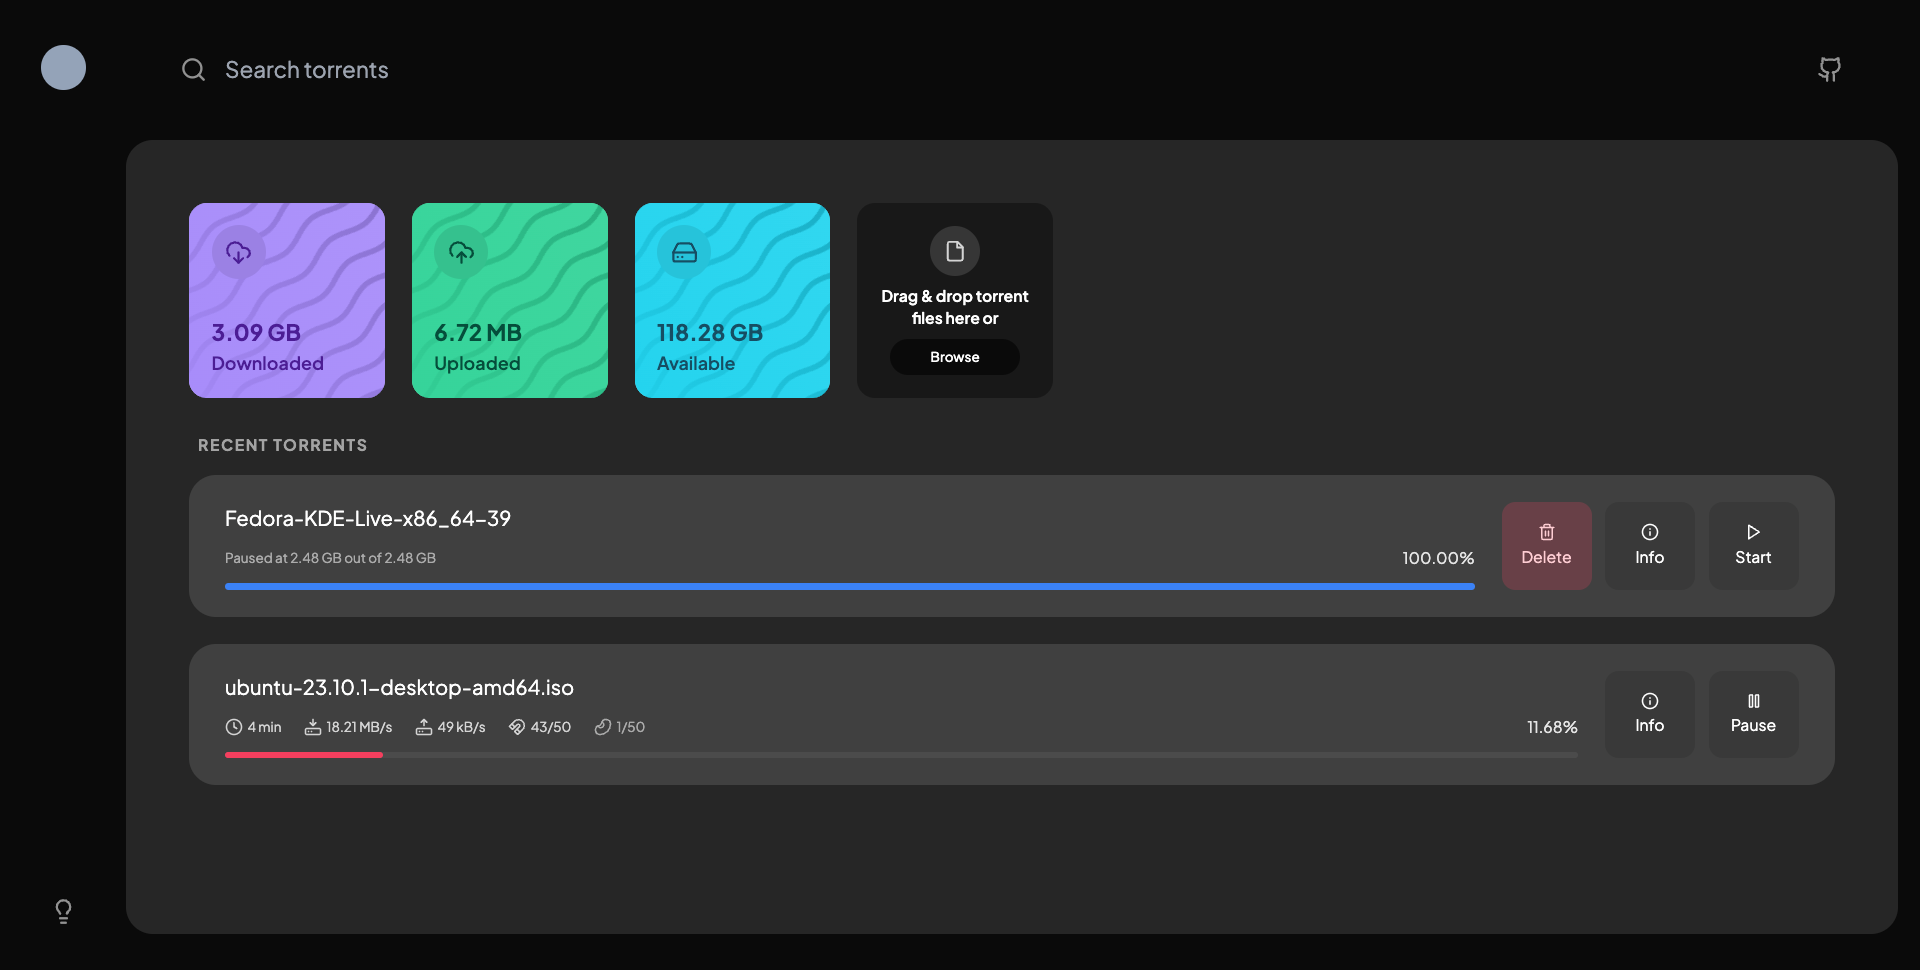 Search torrents
3.09 GB
Downloaded
6.72 MB
Uploaded
118.28 GB
Available
Drag & drop torrent
files here or
Browse
RECENT TORRENTS
Fedora-KDE-Live-x86_64-39
Paused at 2.48 GB out of 2.48 GB
100.00%
Delete
Info
Start
ubuntu-23.10.1-desktop-amd64.iso
4 min 18.21 MB/s 49 kB/s 43/50 1/50
11.68%
Info
Pause